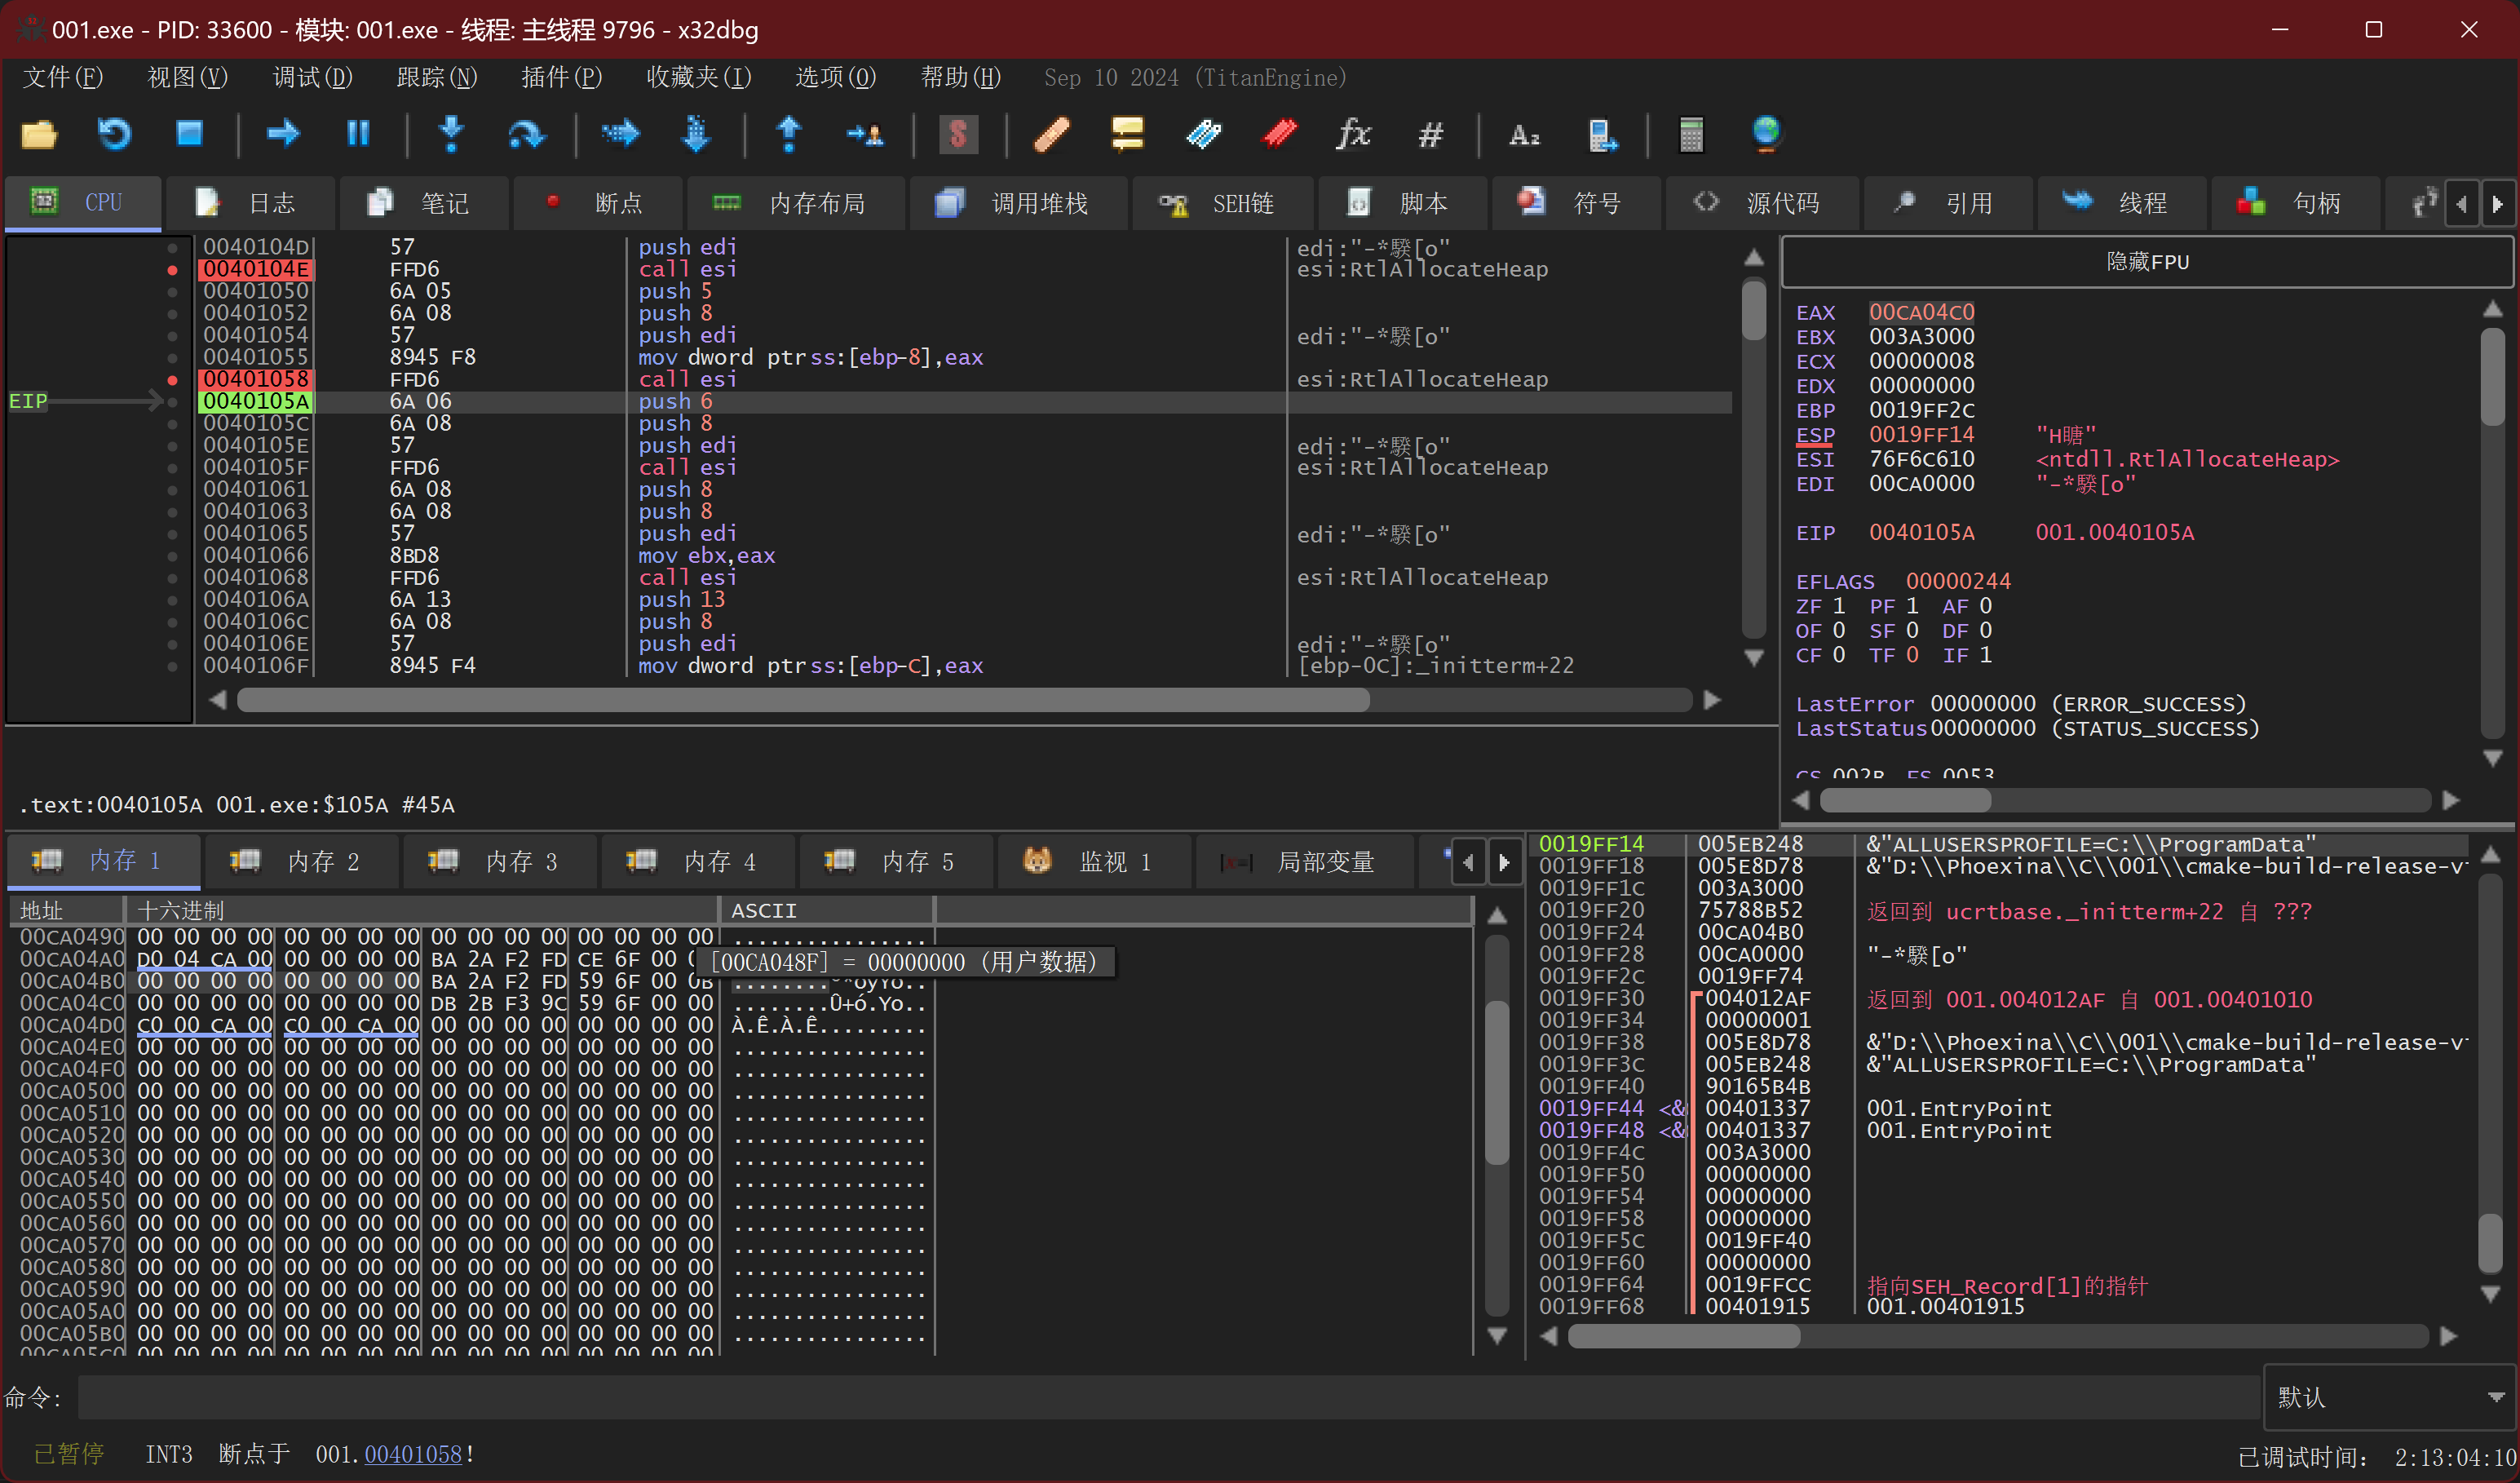 001.exe - PID: 33600 - 模块: 001.exe - 线程: 主线程 9796 - x32dbg
文件(F) 视图(V) 调试(D) 跟踪(N) 插件(P) 收藏夹(I) 选项(O) 帮助(H) Sep 10 2024 (TitanEngine)
CPU 日志 笔记 断点 内存布局 调用堆栈 SEH链 脚本 符号 源代码 引用 线程 句柄
0040104D 57 push edi edi:"-*騤[o"
0040104E FFD6 call esi esi:RtlAllocateHeap
00401050 6A 05 push 5
00401052 6A 08 push 8
00401054 57 push edi edi:"-*騤[o"
00401055 8945 F8 mov dword ptr ss:[ebp-8],eax
00401058 FFD6 call esi esi:RtlAllocateHeap
EIP 0040105A 6A 06 push 6
0040105C 6A 08 push 8
0040105E 57 push edi edi:"-*騤[o"
0040105F FFD6 call esi esi:RtlAllocateHeap
00401061 6A 08 push 8
00401063 6A 08 push 8
00401065 57 push edi edi:"-*騤[o"
00401066 8BD8 mov ebx,eax
00401068 FFD6 call esi esi:RtlAllocateHeap
0040106A 6A 13 push 13
0040106C 6A 08 push 8
0040106E 57 push edi edi:"-*騤[o"
0040106F 8945 F4 mov dword ptr ss:[ebp-C],eax [ebp-0C]:_initterm+22
.text:0040105A 001.exe:$105A #45A
隐藏FPU
EAX 00CA04C0
EBX 003A3000
ECX 00000008
EDX 00000000
EBP 0019FF2C
ESP 0019FF14 "H瞊"
ESI 76F6C610 <ntdll.RtlAllocateHeap>
EDI 00CA0000 "-*騤[o"
EIP 0040105A 001.0040105A
EFLAGS 00000244
ZF 1 PF 1 AF 0
OF 0 SF 0 DF 0
CF 0 TF 0 IF 1
LastError 00000000 (ERROR_SUCCESS)
LastStatus 00000000 (STATUS_SUCCESS)
CS 002B FS 0053
内存 1 内存 2 内存 3 内存 4 内存 5 监视 1 局部变量
地址 十六进制 ASCII
00CA0490 00 00 00 00 00 00 00 00 00 00 00 00 00 00 00 00 ................
00CA04A0 D0 04 CA 00 00 00 00 00 BA 2A F2 FD CE 6F 00
[00CA048F] = 00000000 (用户数据)
00CA04B0 00 00 00 00 00 00 00 00 BA 2A F2 FD 59 6F 00 0B ........º*òýYo..
00CA04C0 00 00 00 00 00 00 00 00 DB 2B F3 9C 59 6F 00 00 ........Û+ó.Yo..
00CA04D0 C0 00 CA 00 C0 00 CA 00 00 00 00 00 00 00 00 00 À.Ê.À.Ê.........
00CA04E0 00 00 00 00 00 00 00 00 00 00 00 00 00 00 00 00 ................
00CA04F0 00 00 00 00 00 00 00 00 00 00 00 00 00 00 00 00 ................
00CA0500 00 00 00 00 00 00 00 00 00 00 00 00 00 00 00 00 ................
00CA0510 00 00 00 00 00 00 00 00 00 00 00 00 00 00 00 00 ................
00CA0520 00 00 00 00 00 00 00 00 00 00 00 00 00 00 00 00 ................
00CA0530 00 00 00 00 00 00 00 00 00 00 00 00 00 00 00 00 ................
00CA0540 00 00 00 00 00 00 00 00 00 00 00 00 00 00 00 00 ................
00CA0550 00 00 00 00 00 00 00 00 00 00 00 00 00 00 00 00 ................
00CA0560 00 00 00 00 00 00 00 00 00 00 00 00 00 00 00 00 ................
00CA0570 00 00 00 00 00 00 00 00 00 00 00 00 00 00 00 00 ................
00CA0580 00 00 00 00 00 00 00 00 00 00 00 00 00 00 00 00 ................
00CA0590 00 00 00 00 00 00 00 00 00 00 00 00 00 00 00 00 ................
00CA05A0 00 00 00 00 00 00 00 00 00 00 00 00 00 00 00 00 ................
00CA05B0 00 00 00 00 00 00 00 00 00 00 00 00 00 00 00 00 ................
00CA05C0 00 00 00 00 00 00 00 00 00 00 00 00 00 00 00 00
0019FF14 005EB248 &"ALLUSERSPROFILE=C:\\ProgramData"
0019FF18 005E8D78 &"D:\\Phoexina\\C\\001\\cmake-build-release-v
0019FF1C 003A3000
0019FF20 75788B52 返回到 ucrtbase._initterm+22 自 ???
0019FF24 00CA04B0
0019FF28 00CA0000 "-*騤[o"
0019FF2C 0019FF74
0019FF30 004012AF 返回到 001.004012AF 自 001.00401010
0019FF34 00000001
0019FF38 005E8D78 &"D:\\Phoexina\\C\\001\\cmake-build-release-v
0019FF3C 005EB248 &"ALLUSERSPROFILE=C:\\ProgramData"
0019FF40 90165B4B
0019FF44 <& 00401337 001.EntryPoint
0019FF48 <& 00401337 001.EntryPoint
0019FF4C 003A3000
0019FF50 00000000
0019FF54 00000000
0019FF58 00000000
0019FF5C 0019FF40
0019FF60 00000000
0019FF64 0019FFCC 指向SEH_Record[1]的指针
0019FF68 00401915 001.00401915
命令: 默认
已暂停 INT3 断点于 001.00401058! 已调试时间: 2:13:04:10